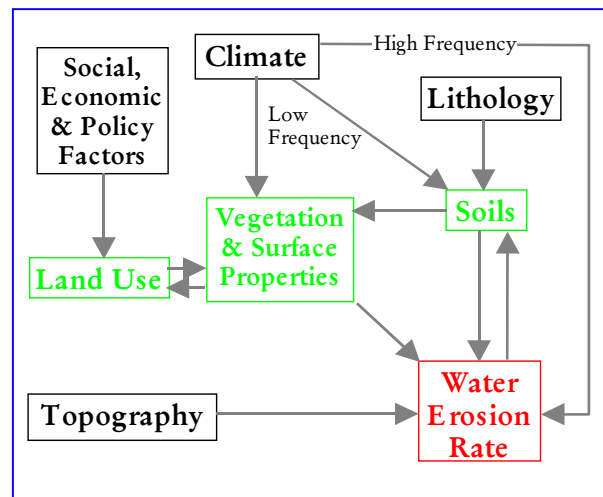 Social,
Economic
& Policy
Factors
Climate
High Frequency
Lithology
Low
Frequency
Vegetation
& Surface
Properties
Soils
Land Use
Topography
Water
Erosion
Rate